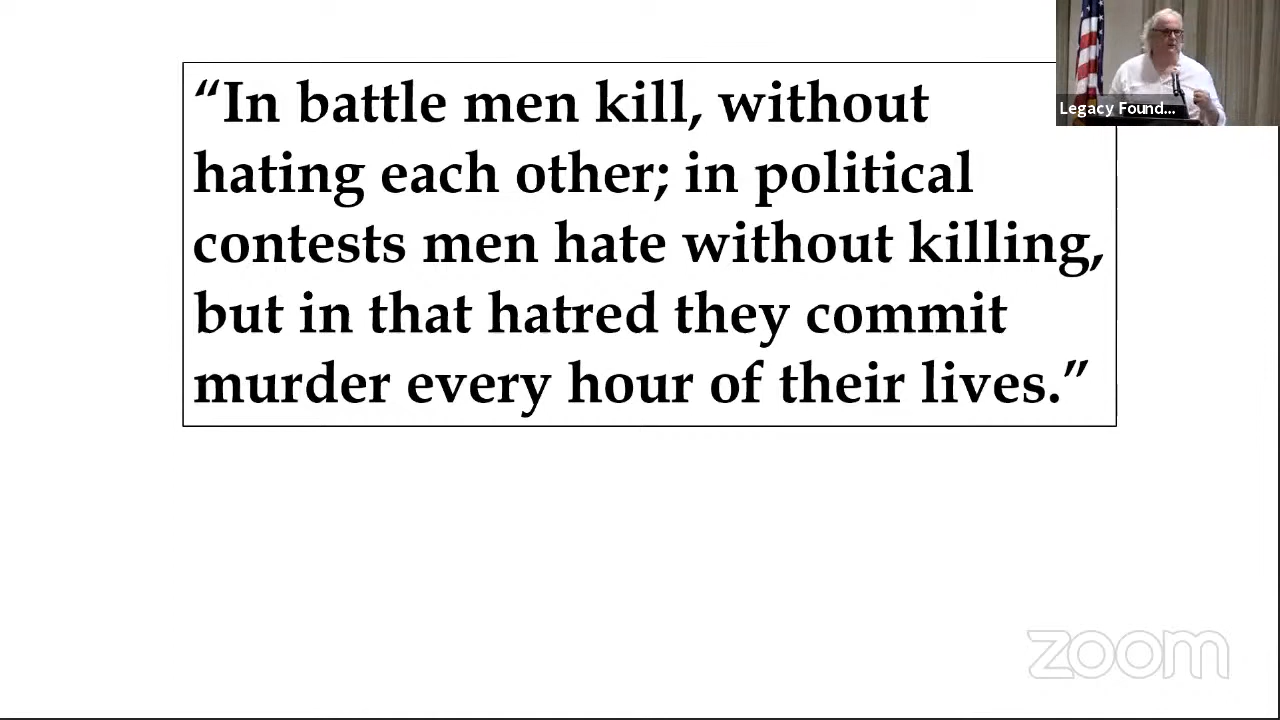 “In battle men kill, without
hating each other; in political
contests men hate without killing,
but in that hatred they commit
murder every hour of their lives.”
Legacy Found...
zoom